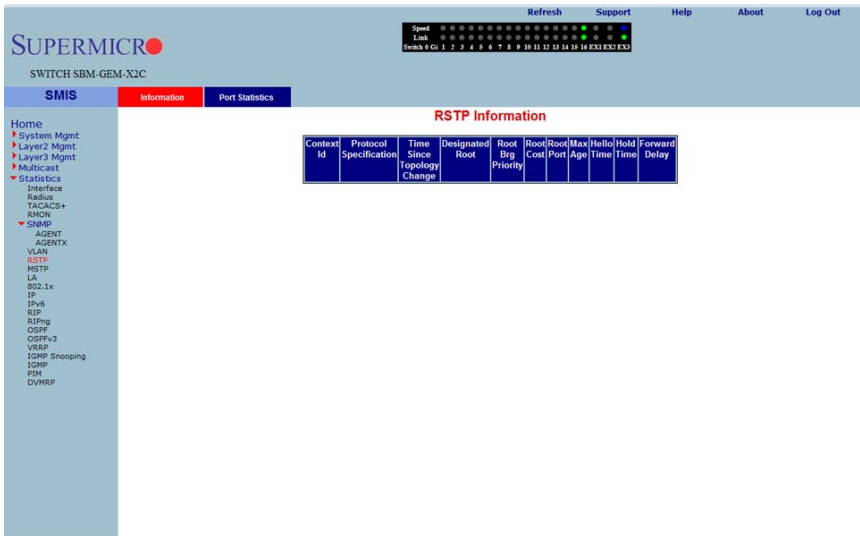 Refresh Support Help About Log Out
SUPERMICRO
SWITCH SBM-GEM-X2C
Speed
Link
Switch 0 Gi 1 2 3 4 5 6 7 8 9 10 11 12 13 14 15 16 EX1 EX2 EX3
SMIS
Information
Port Statistics
Home
System Mgmt
Layer2 Mgmt
Layer3 Mgmt
Multicast
Statistics
Interface
Radius
TACACS+
RMON
SNMP
AGENT
AGENTX
VLAN
RSTP
MSTP
LA
802.1x
IP
IPv6
RIP
RIPng
OSPF
OSPFv3
VRRP
IGMP Snooping
IGMP
PIM
DVMRP
RSTP Information
Context Id
Protocol Specification
Time Since Topology Change
Designated Root
Root Brg Priority
Root Cost
Root Port
Max Age
Hello Time
Hold Time
Forward Delay